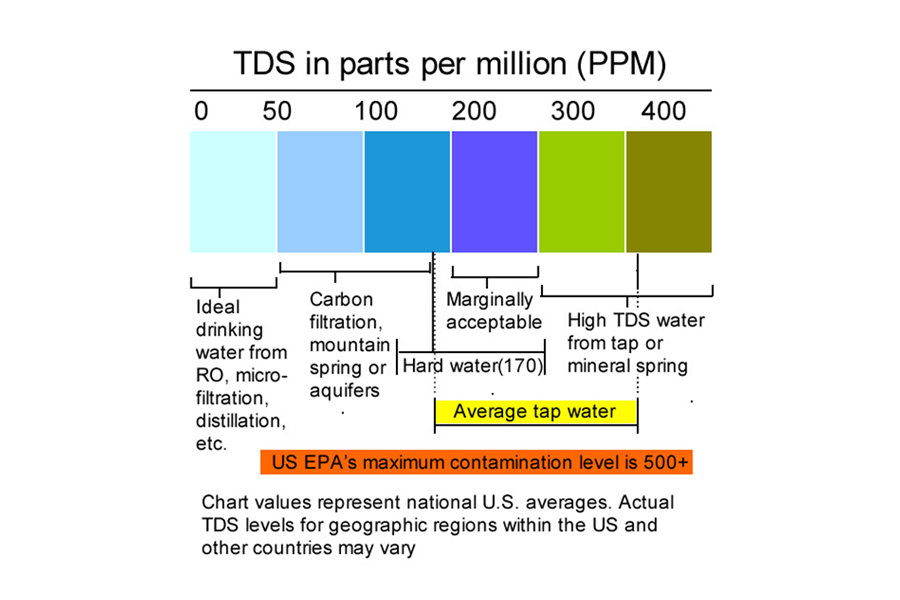 TDS in parts per million (PPM)
0 50 100 200 300 400
Ideal
drinking
water from
RO, micro-
filtration,
distillation,
etc.
Carbon
filtration,
mountain
spring or
aquifers
Marginally
acceptable
High TDS water
from tap or
mineral spring
Hard water(170)
Average tap water
US EPA's maximum contamination level is 500+
Chart values represent national U.S. averages. Actual
TDS levels for geographic regions within the US and
other countries may vary